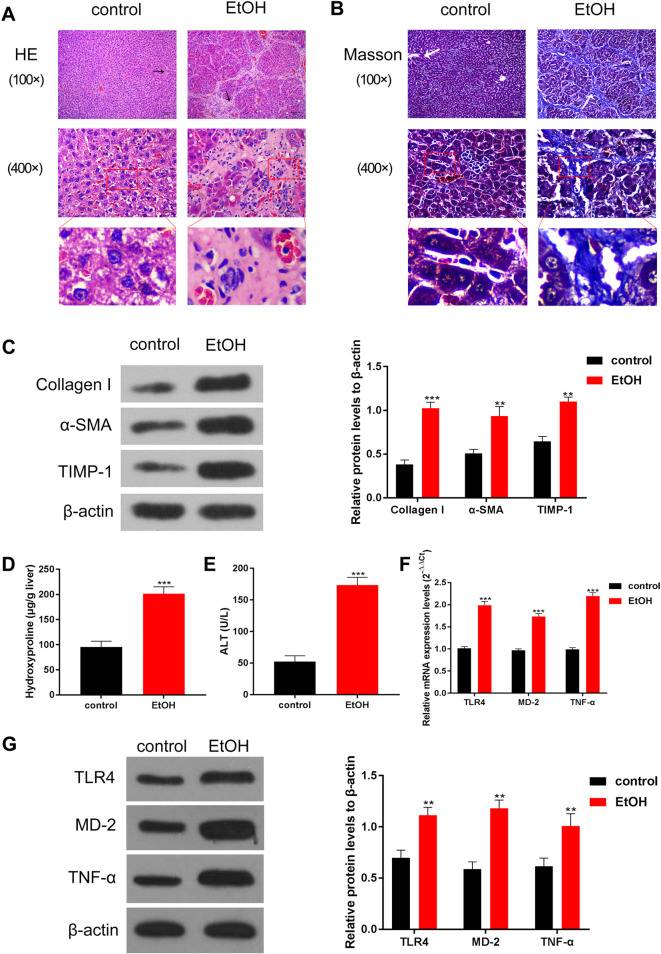 A
control EtOH
HE
(100×)
(400×)
B
control EtOH
Masson
(100×)
(400×)
C
control EtOH
Collagen I
α-SMA
TIMP-1
β-actin
Relative protein levels to β-actin
1.5
1.0
0.5
0.0
control
EtOH
*** ** **
Collagen I α-SMA TIMP-1
D
Hydroxyproline (μg/g liver)
250
200
150
100
50
0
***
control EtOH
E
ALT (U/L)
200
150
100
50
0
***
control EtOH
F
Relative mRNA expression levels (2⁻ΔΔCt)
2.5
2.0
1.5
1.0
0.5
0.0
control
EtOH
*** *** ***
TLR4 MD-2 TNF-α
G
control EtOH
TLR4
MD-2
TNF-α
β-actin
Relative protein levels to β-actin
1.5
1.0
0.5
0.0
control
EtOH
** ** **
TLR4 MD-2 TNF-α